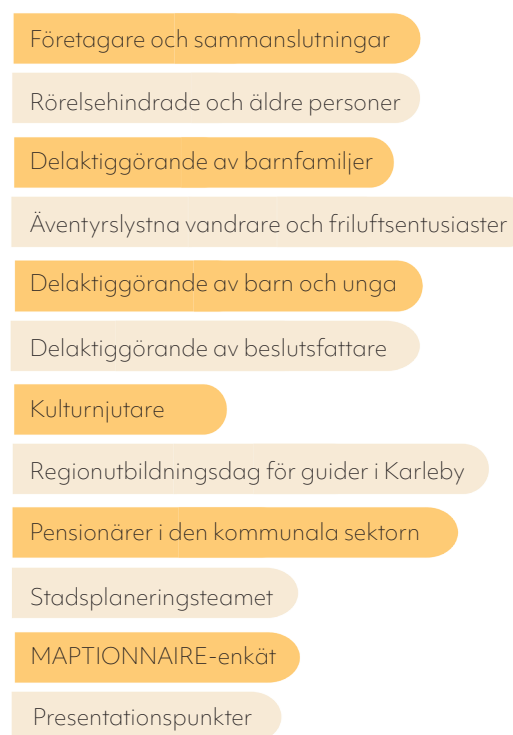 Företagare och sammanslutningar
Rörelsehindrade och äldre personer
Delaktiggörande av barnfamiljer
Äventyrslystna vandrare och friluftsentusiaster
Delaktiggörande av barn och unga
Delaktiggörande av beslutsfattare
Kulturnjutare
Regionutbildningsdag för guider i Karleby
Pensionärer i den kommunala sektorn
Stadsplaneringsteamet
MAPTIONNAIRE-enkät
Presentationspunkter